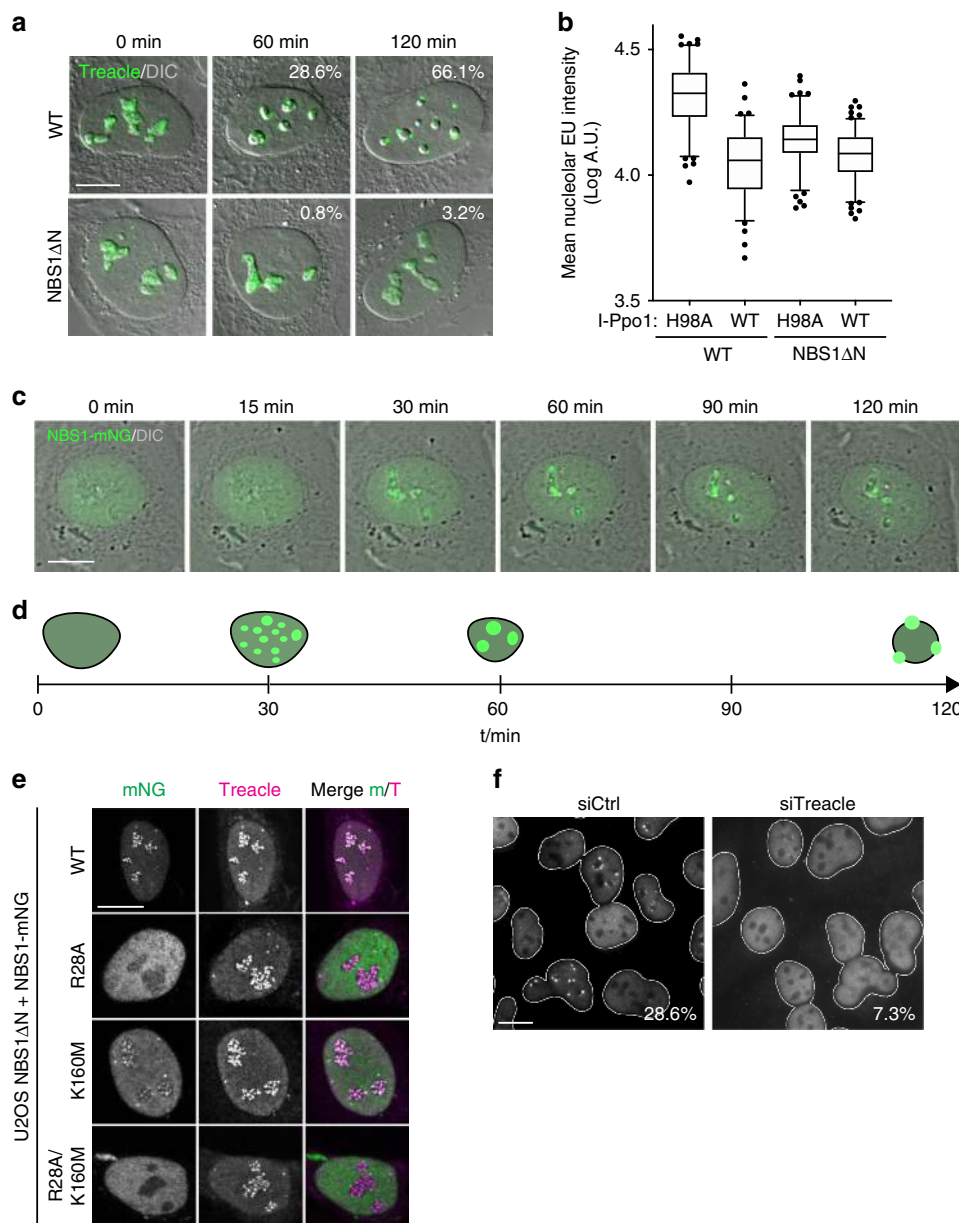 a
0 min 60 min 120 min
Treacle/DIC
28.6%
66.1%
WT
0.8%
3.2%
NBS1ΔN
b
4.5
4.0
3.5
Mean nucleolar EU intensity
(Log A.U.)
I-Ppo1: H98A WT H98A WT
WT NBS1ΔN
c
0 min 15 min 30 min 60 min 90 min 120 min
NBS1-mNG/DIC
d
0 30 60 90 120
t/min
e
mNG Treacle Merge m/T
U2OS NBS1ΔN + NBS1-mNG
WT
R28A
K160M
R28A/
K160M
f
siCtrl siTreacle
28.6% 7.3%